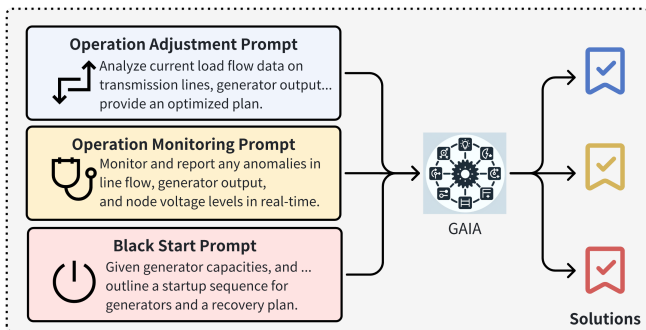 Operation Adjustment Prompt
Analyze current load flow data on
transmission lines, generator output...
provide an optimized plan.
Operation Monitoring Prompt
Monitor and report any anomalies in
line flow, generator output,
and node voltage levels in real-time.
Black Start Prompt
Given generator capacities, and ...
outline a startup sequence for
generators and a recovery plan.
GAIA
Solutions